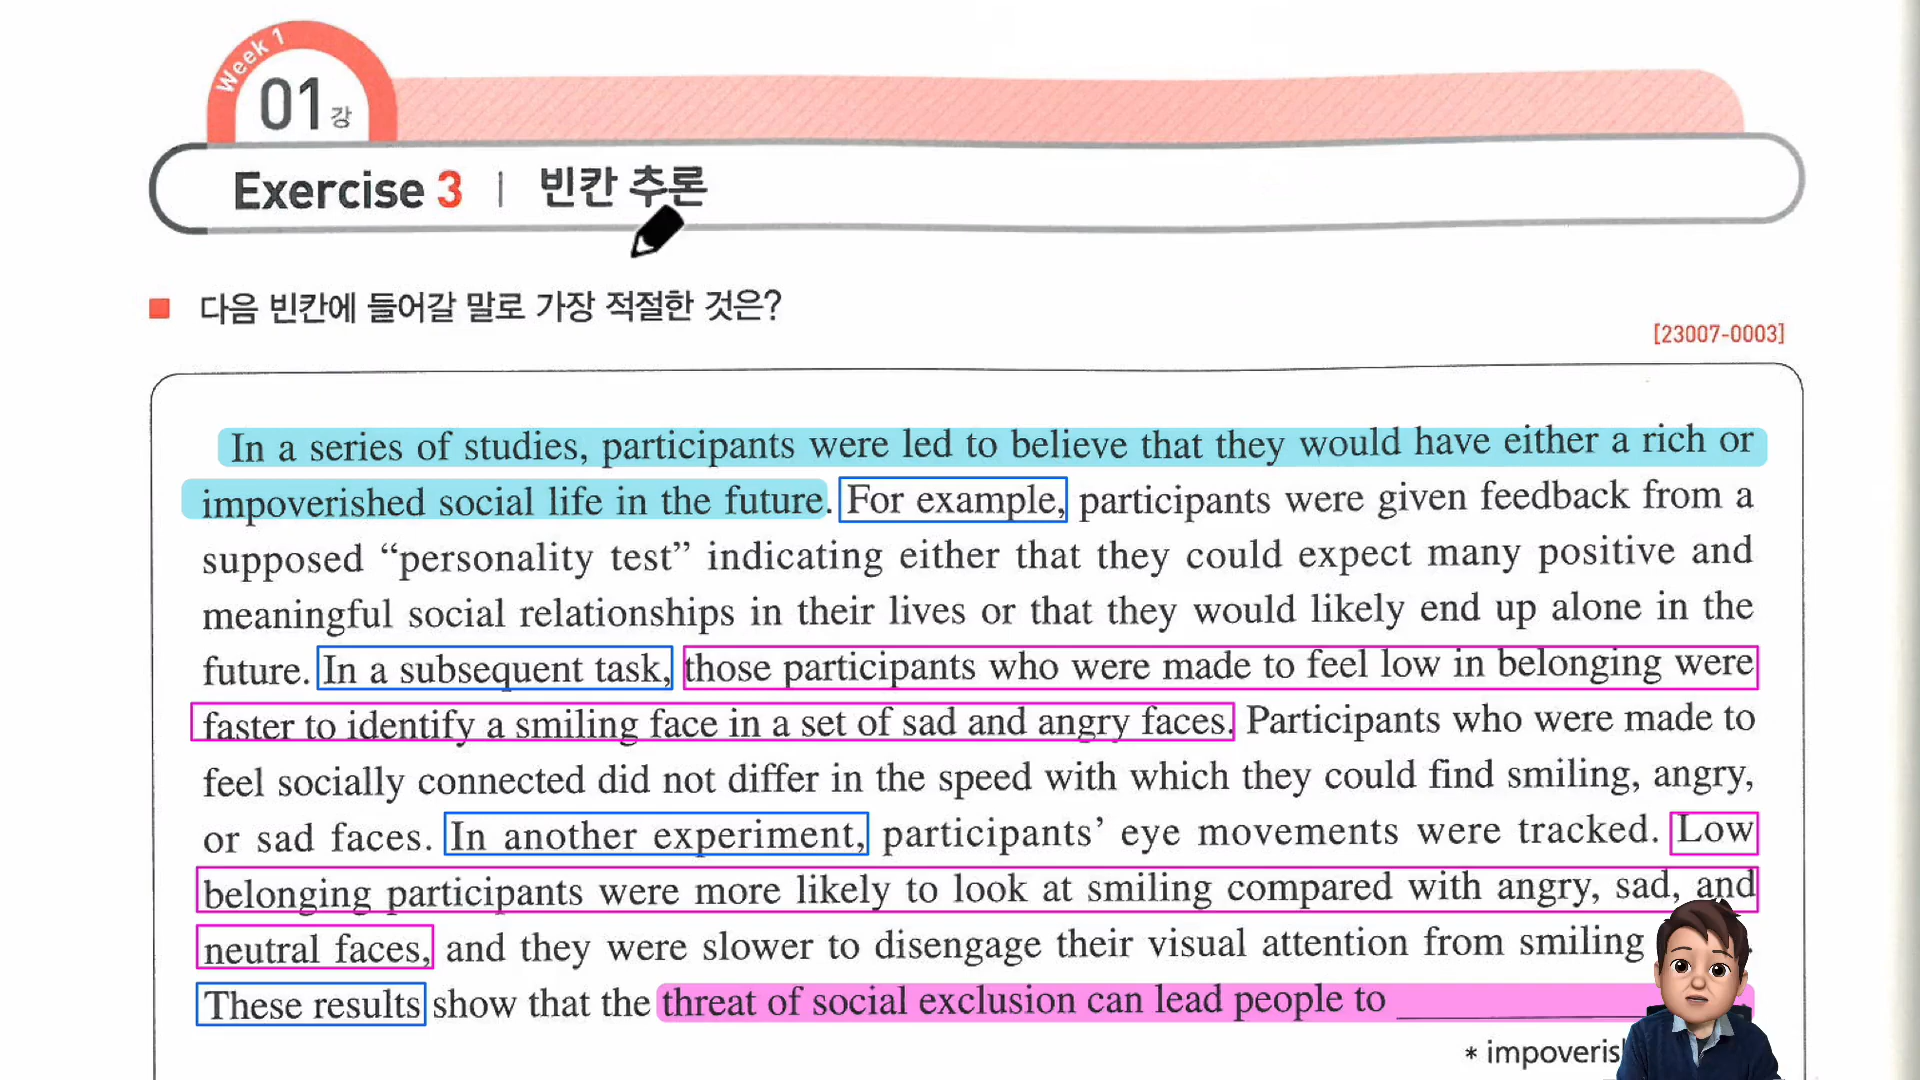 Week 1
01강
Exercise 3 | 빈칸 추론
다음 빈칸에 들어갈 말로 가장 적절한 것은?
[23007-0003]
In a series of studies, participants were led to believe that they would have either a rich or
impoverished social life in the future. For example, participants were given feedback from a
supposed “personality test” indicating either that they could expect many positive and
meaningful social relationships in their lives or that they would likely end up alone in the
future. In a subsequent task, those participants who were made to feel low in belonging were
faster to identify a smiling face in a set of sad and angry faces. Participants who were made to
feel socially connected did not differ in the speed with which they could find smiling, angry,
or sad faces. In another experiment, participants’ eye movements were tracked. Low
belonging participants were more likely to look at smiling compared with angry, sad, and
neutral faces, and they were slower to disengage their visual attention from smiling
These results show that the threat of social exclusion can lead people to ____________
*